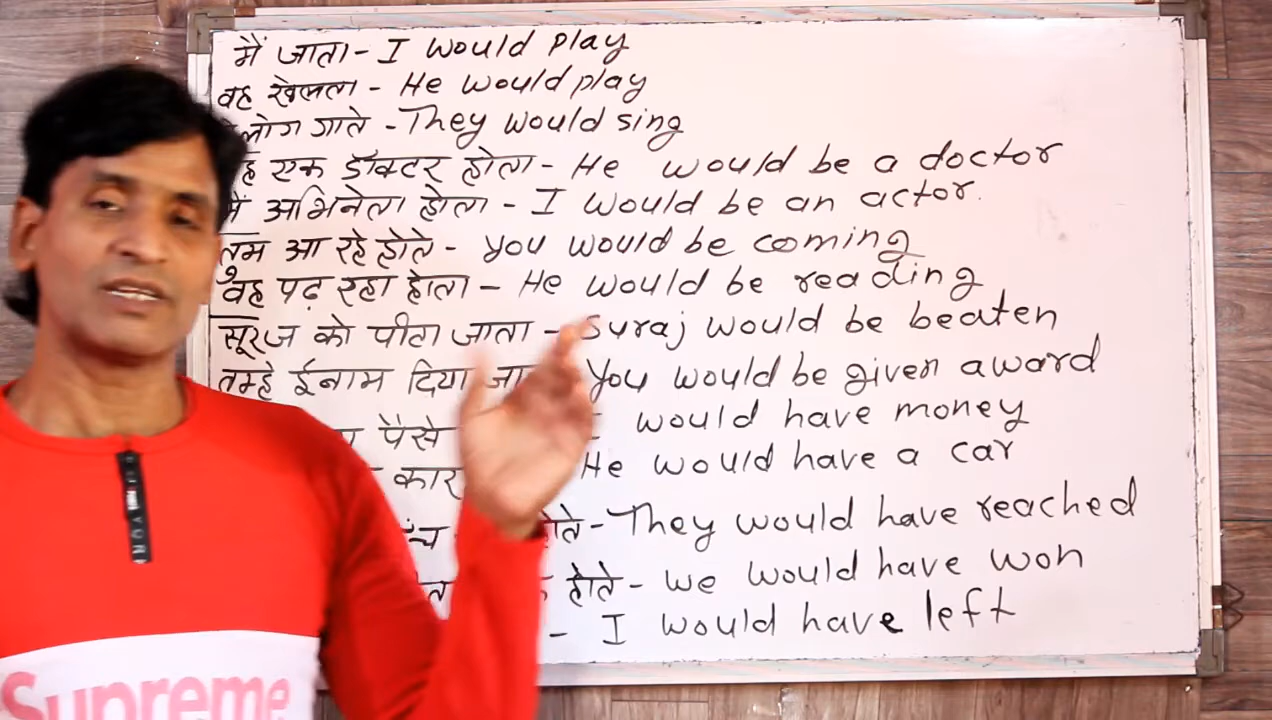 मैं जाता - I would play
वह खेलता - He would play
लोग गाते - They would sing
एक डॉक्टर होता - He would be a doctor
मैं अभिनेता होता - I would be an actor.
तुम आ रहे होते - you would be coming
वह पढ़ रहा होता - He would be reading
सूरज को पीटा जाता - Suraj would be beaten
तुम्हे ईनाम दिया - You would be given award
पैसे would have money
कार He would have a car
होते - They would have reached
होते - we would have won
- I would have left
Supreme